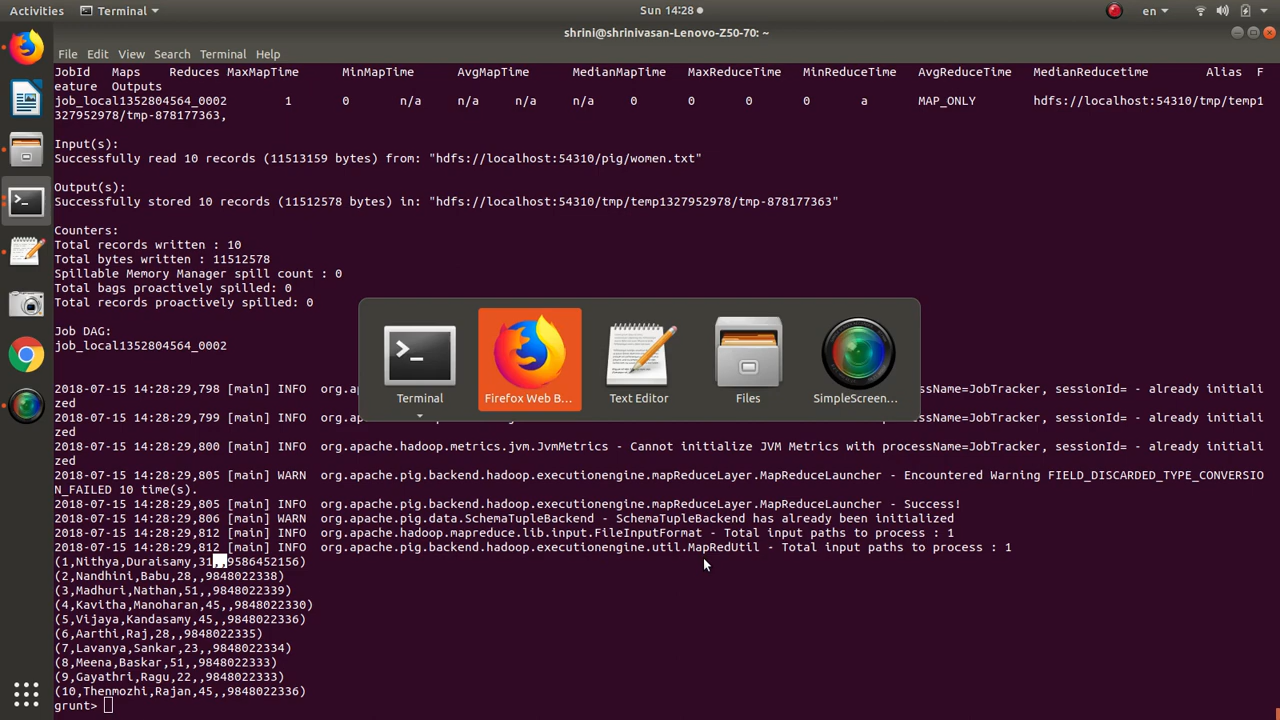 Activities Terminal Sun 14:28 en
shrini@shrinivasan-Lenovo-Z50-70: ~
File Edit View Search Terminal Help
JobId Maps Reduces MaxMapTime MinMapTime AvgMapTime MedianMapTime MaxReduceTime MinReduceTime AvgReduceTime MedianReducetime Alias F
eature Outputs
job_local1352804564_0002 1 0 n/a n/a n/a n/a 0 0 0 0 a MAP_ONLY hdfs://localhost:54310/tmp/temp1
327952978/tmp-878177363,
Input(s):
Successfully read 10 records (11513159 bytes) from: "hdfs://localhost:54310/pig/women.txt"
Output(s):
Successfully stored 10 records (11512578 bytes) in: "hdfs://localhost:54310/tmp/temp1327952978/tmp-878177363"
Counters:
Total records written : 10
Total bytes written : 11512578
Spillable Memory Manager spill count : 0
Total bags proactively spilled: 0
Total records proactively spilled: 0
Job DAG:
job_local1352804564_0002
Terminal Firefox Web B... Text Editor Files SimpleScreen...
2018-07-15 14:28:29,798 [main] INFO org.ap cessName=JobTracker, sessionId= - already initiali
zed
2018-07-15 14:28:29,799 [main] INFO org.ap cessName=JobTracker, sessionId= - already initiali
zed
2018-07-15 14:28:29,800 [main] INFO org.apache.hadoop.metrics.jvm.JvmMetrics - Cannot initialize JVM Metrics with processName=JobTracker, sessionId= - already initiali
zed
2018-07-15 14:28:29,805 [main] WARN org.apache.pig.backend.hadoop.executionengine.mapReduceLayer.MapReduceLauncher - Encountered Warning FIELD_DISCARDED_TYPE_CONVERSIO
N_FAILED 10 time(s).
2018-07-15 14:28:29,805 [main] INFO org.apache.pig.backend.hadoop.executionengine.mapReduceLayer.MapReduceLauncher - Success!
2018-07-15 14:28:29,806 [main] WARN org.apache.pig.data.SchemaTupleBackend - SchemaTupleBackend has already been initialized
2018-07-15 14:28:29,812 [main] INFO org.apache.hadoop.mapreduce.lib.input.FileInputFormat - Total input paths to process : 1
2018-07-15 14:28:29,812 [main] INFO org.apache.pig.backend.hadoop.executionengine.util.MapRedUtil - Total input paths to process : 1
(1,Nithya,Duraisamy,31,,9586452156)
(2,Nandhini,Babu,28,,9848022338)
(3,Madhuri,Nathan,51,,9848022339)
(4,Kavitha,Manoharan,45,,9848022330)
(5,Vijaya,Kandasamy,45,,9848022336)
(6,Aarthi,Raj,28,,9848022335)
(7,Lavanya,Sankar,23,,9848022334)
(8,Meena,Baskar,51,,9848022333)
(9,Gayathri,Ragu,22,,9848022333)
(10,Thenmozhi,Rajan,45,,9848022336)
grunt>